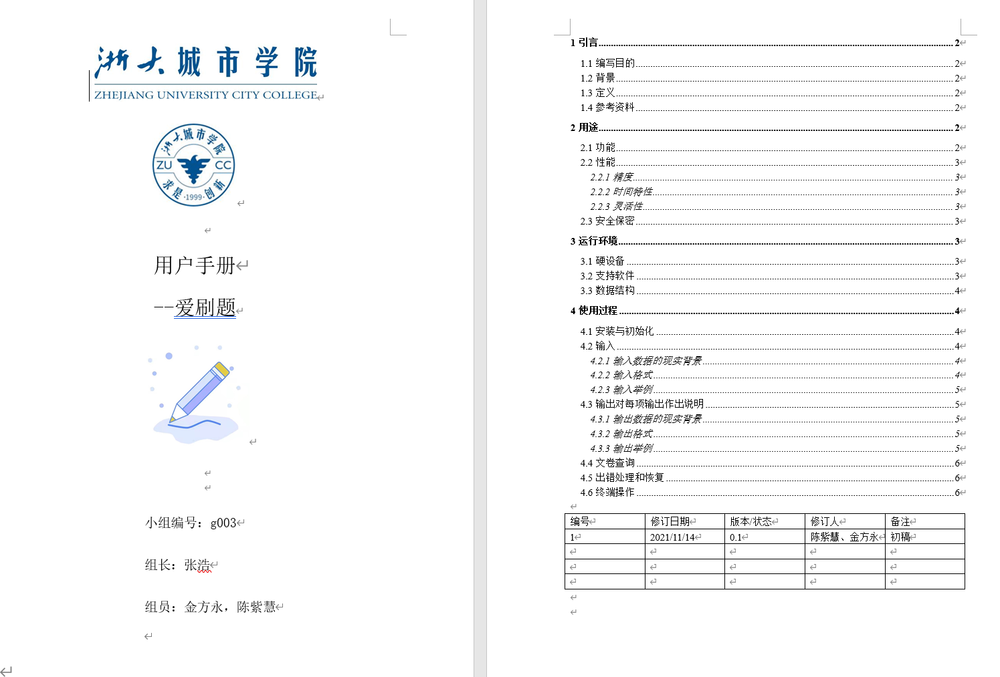 浙大城市学院
ZHEJIANG UNIVERSITY CITY COLLEGE
浙大城市学院
ZU CC
求是·1999·创新
用户手册
--爱刷题
小组编号：g003
组长：张浩
组员：金方永，陈紫慧
1 引言 2
1.1 编写目的 2
1.2 背景 2
1.3 定义 2
1.4 参考资料 2
2 用途 2
2.1 功能 2
2.2 性能 3
2.2.1 精度 3
2.2.2 时间特性 3
2.2.3 灵活性 3
2.3 安全保密 3
3 运行环境 3
3.1 硬设备 3
3.2 支持软件 3
3.3 数据结构 4
4 使用过程 4
4.1 安装与初始化 4
4.2 输入 4
4.2.1 输入数据的现实背景 4
4.2.2 输入格式 4
4.2.3 输入举例 5
4.3 输出对每项输出作出说明 5
4.3.1 输出数据的现实背景 5
4.3.2 输出格式 5
4.3.3 输出举例 5
4.4 文卷查询 6
4.5 出错处理和恢复 6
4.6 终端操作 6
编号 修订日期 版本/状态 修订人 备注
1 2021/11/14 0.1 陈紫慧、金方永 初稿